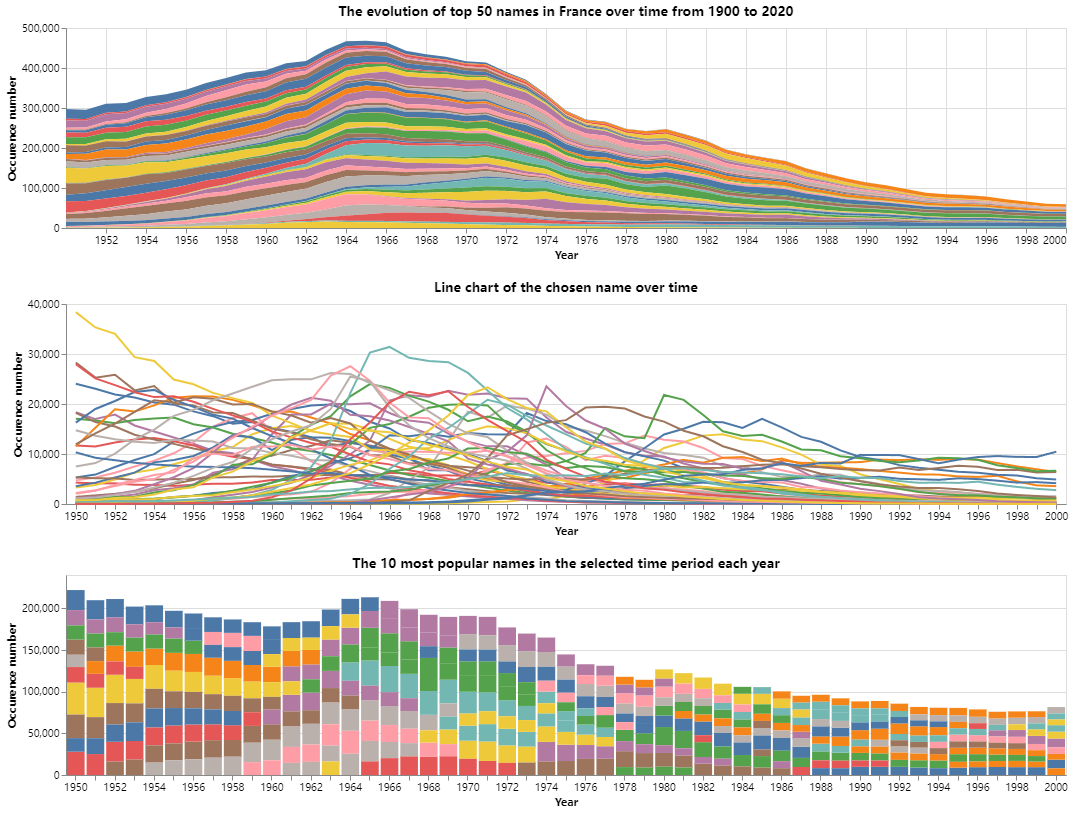 The evolution of top 50 names in France over time from 1900 to 2020
500,000
400,000
300,000
200,000
100,000
0
Occurence number
1952 1954 1956 1958 1960 1962 1964 1966 1968 1970 1972 1974 1976 1978 1980 1982 1984 1986 1988 1990 1992 1994 1996 1998 2000
Year
Line chart of the chosen name over time
40,000
30,000
20,000
10,000
0
Occurence number
1950 1952 1954 1956 1958 1960 1962 1964 1966 1968 1970 1972 1974 1976 1978 1980 1982 1984 1986 1988 1990 1992 1994 1996 1998 2000
Year
The 10 most popular names in the selected time period each year
200,000
150,000
100,000
50,000
0
Occurence number
1950 1952 1954 1956 1958 1960 1962 1964 1966 1968 1970 1972 1974 1976 1978 1980 1982 1984 1986 1988 1990 1992 1994 1996 1998 2000
Year